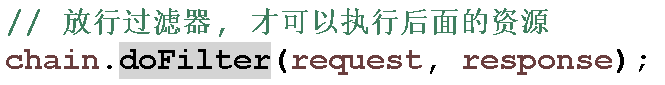 // 放行过滤器, 才可以执行后面的资源
chain.doFilter(request, response);